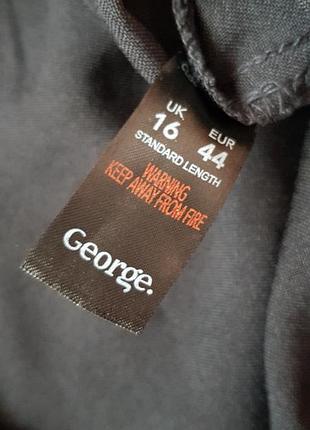 UK EUR
16 44
STANDARD LENGTH
WARNING
KEEP AWAY FROM FIRE
George.